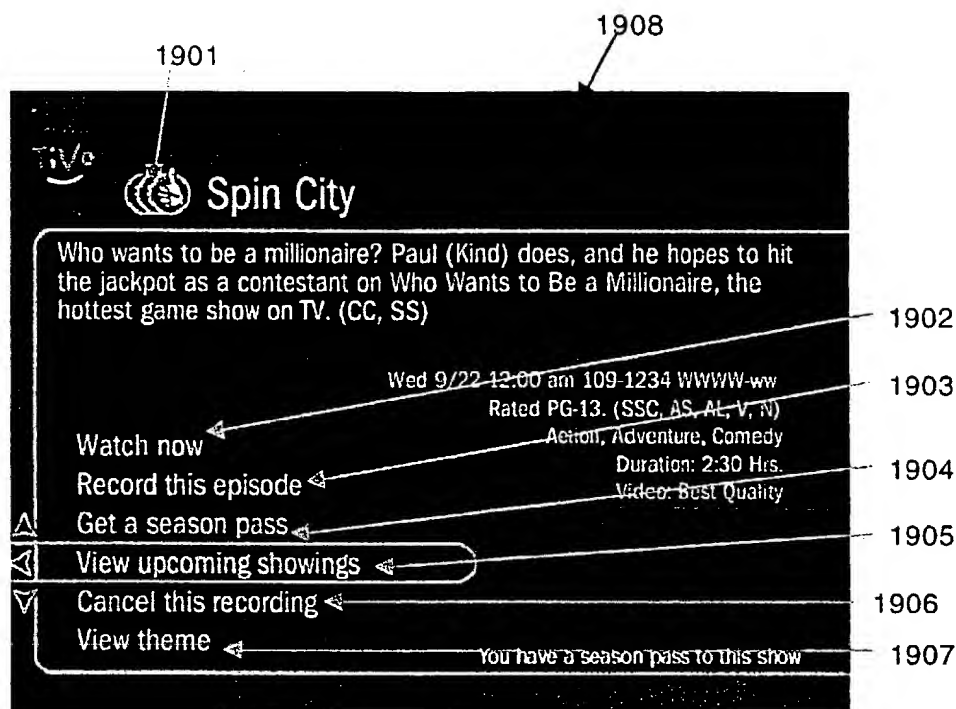 1908
1901
TiVo
Spin City
Who wants to be a millionaire? Paul (Kind) does, and he hopes to hit
the jackpot as a contestant on Who Wants to Be a Millionaire, the
hottest game show on TV. (CC, SS)
1902
Wed 9/22 12:00 am 109-1234 WWWW-ww
1903
Rated PG-13. (SSC, AS, AL, V, N)
Watch now
Action, Adventure, Comedy
Duration: 2:30 Hrs.
1904
Record this episode
Video: Best Quality
Get a season pass
1905
View upcoming showings
Cancel this recording
1906
View theme
You have a season pass to this show
1907